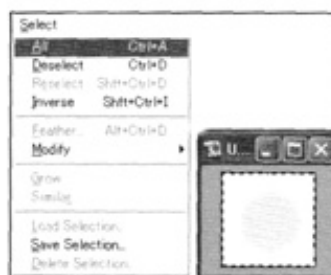 Select
All Ctrl+A
Deselect Ctrl+D
Reselect Shft+Ctrl+D
Inverse Shft+Ctrl+I
Feather... Alt+Ctrl+D
Modify
Grow
Similar
Load Selection...
Save Selection...
Delete Selection...
U...